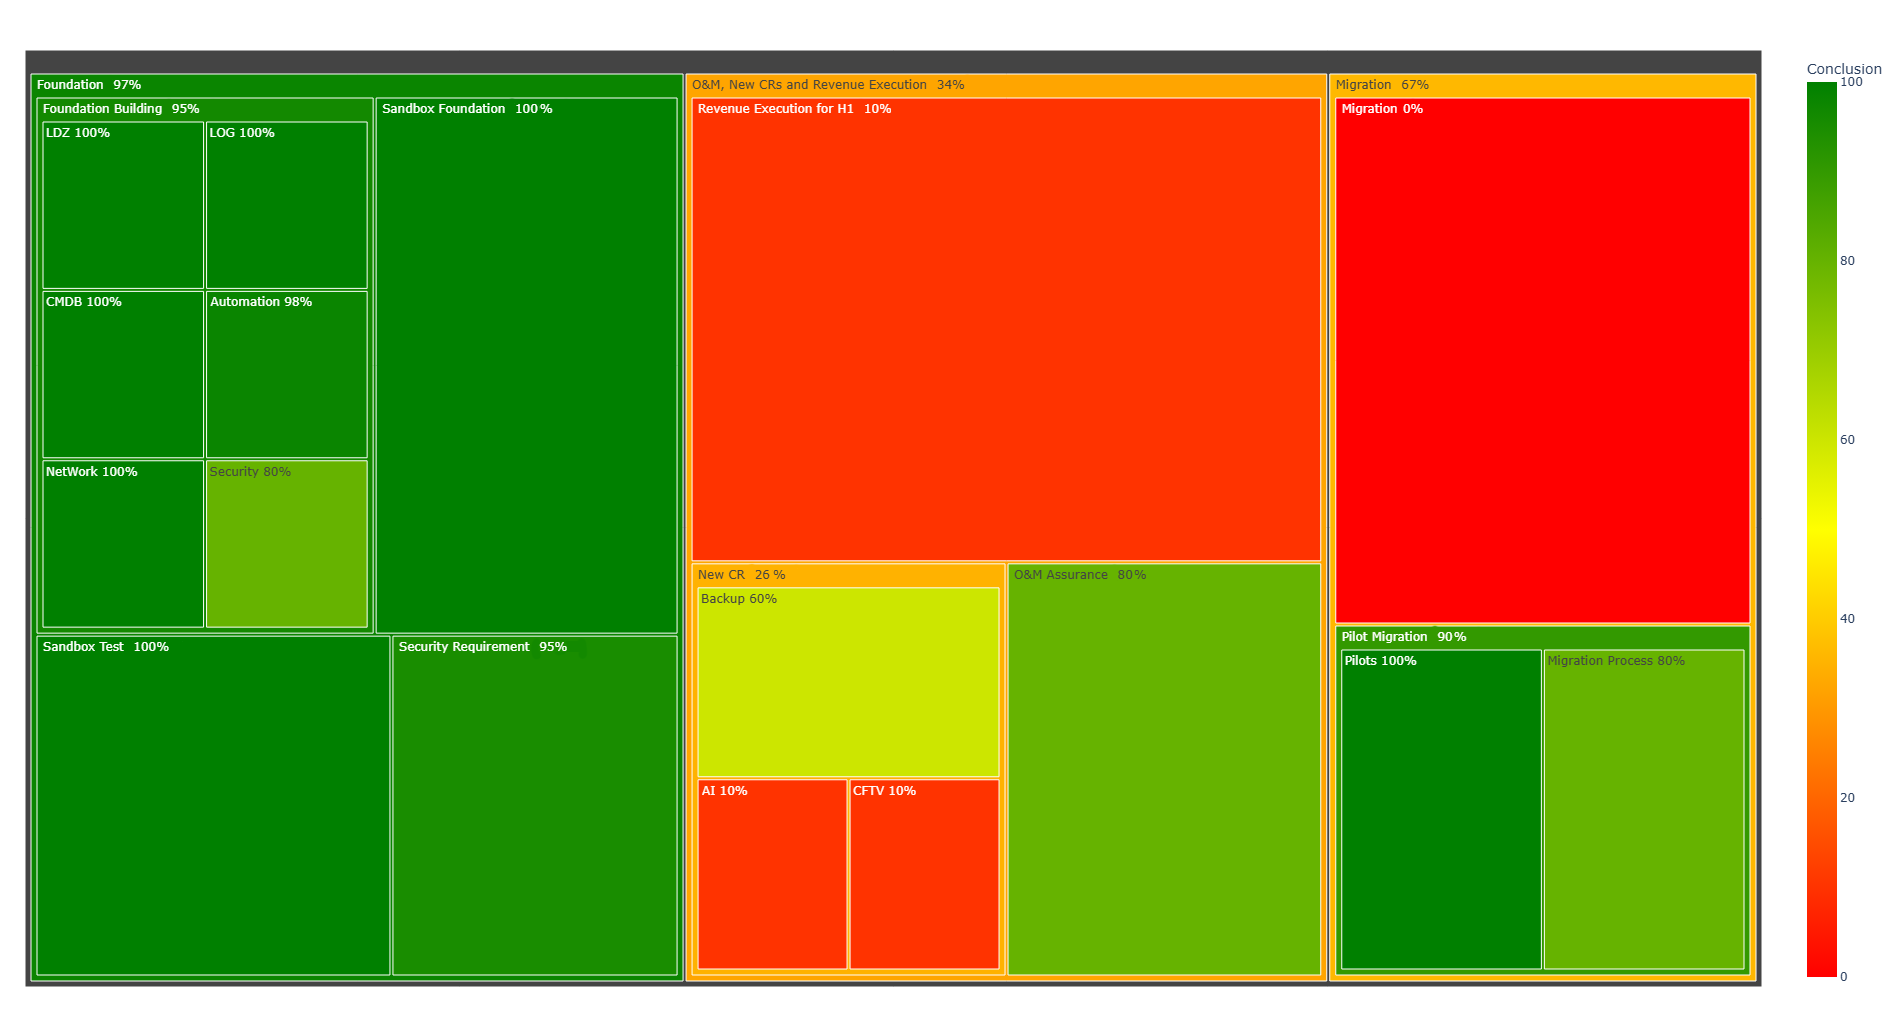 Foundation 97%
Foundation Building 95%
LDZ 100%
LOG 100%
CMDB 100%
Automation 98%
NetWork 100%
Security 80%
Sandbox Foundation 100%
Sandbox Test 100%
Security Requirement 95%
O&M, New CRs and Revenue Execution 34%
Revenue Execution for H1 10%
New CR 26 %
Backup 60%
AI 10%
CFTV 10%
O&M Assurance 80%
Migration 67%
Migration 0%
Pilot Migration 90%
Pilots 100%
Migration Process 80%
Conclusion
100
80
60
40
20
0